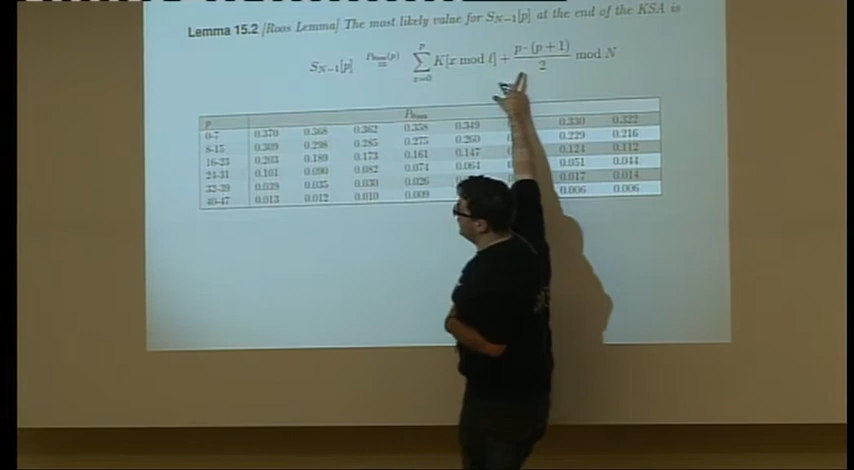 Lemma 15.2 [Roos Lemma] The most likely value for S_{N−1}[p] at the end of the KSA is
S_{N−1}[p] P_{Roos}(p) = \sum_{x=0}^{p} K[x mod ℓ] + \frac{p·(p+1)}{2} mod N
p P_{Roos}
0-7 0.370 0.368 0.362 0.358 0.349 0.330 0.322
8-15 0.309 0.298 0.285 0.275 0.260 0.229 0.216
16-23 0.203 0.189 0.173 0.161 0.147 0.124 0.112
24-31 0.101 0.090 0.082 0.074 0.064 0.051 0.044
32-39 0.039 0.035 0.030 0.026 0.017 0.014
40-47 0.013 0.012 0.010 0.009 0.006 0.006